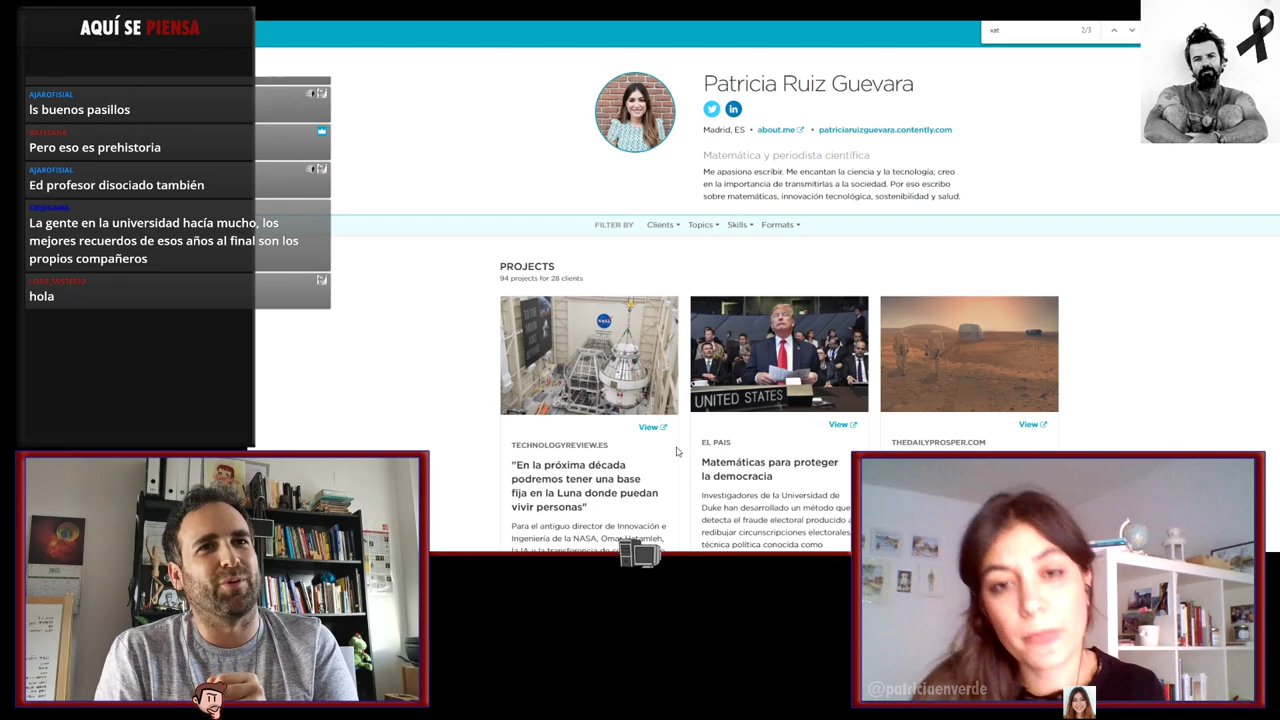 AQUÍ SE PIENSA
AJAROFISIAL
ls buenos pasillos
BAYESANA
Pero eso es prehistoria
AJAROFISIAL
Ed profesor disociado también
La gente en la universidad hacía mucho, los
mejores recuerdos de esos años al final son los
propios compañeros
LORD_MISTERIO
hola
xat
2/3
Patricia Ruiz Guevara
Madrid, ES • about.me • patriciaruizguevara.contently.com
Matemática y periodista científica
Me apasiona escribir. Me encantan la ciencia y la tecnología; creo
en la importancia de transmitirlas a la sociedad. Por eso escribo
sobre matemáticas, innovación tecnológica, sostenibilidad y salud.
FILTER BY Clients Topics Skills Formats
PROJECTS
94 projects for 28 clients
NASA
UNITED STATES
View
TECHNOLOGYREVIEW.ES
"En la próxima década
podremos tener una base
fija en la Luna donde puedan
vivir personas"
Para el antiguo director de Innovación e
Ingeniería de la NASA, Omar Hatamleh,
View
EL PAIS
Matemáticas para proteger
la democracia
Investigadores de la Universidad de
Duke han desarrollado un método que
detecta el fraude electoral producido a
redibujar circunscripciones electorales
técnica política conocida como
View
THEDAILYPROSPER.COM
@patriciaenverde